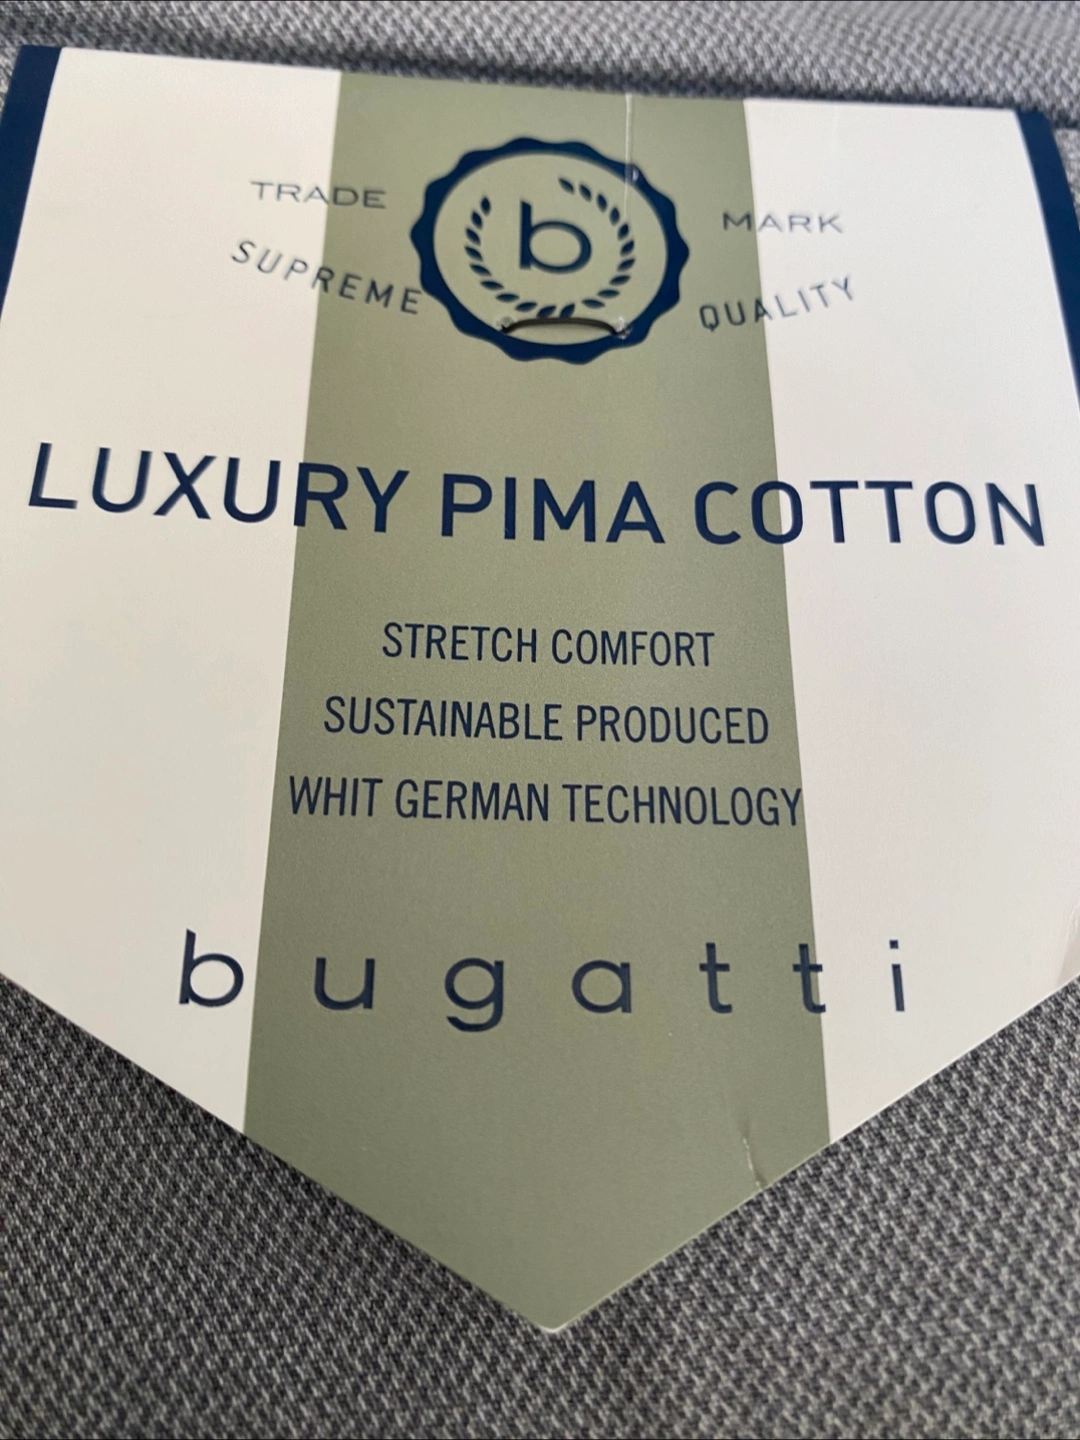 TRADE MARK
b
SUPREME QUALITY
LUXURY PIMA COTTON
STRETCH COMFORT
SUSTAINABLE PRODUCED
WHIT GERMAN TECHNOLOGY
bugatti